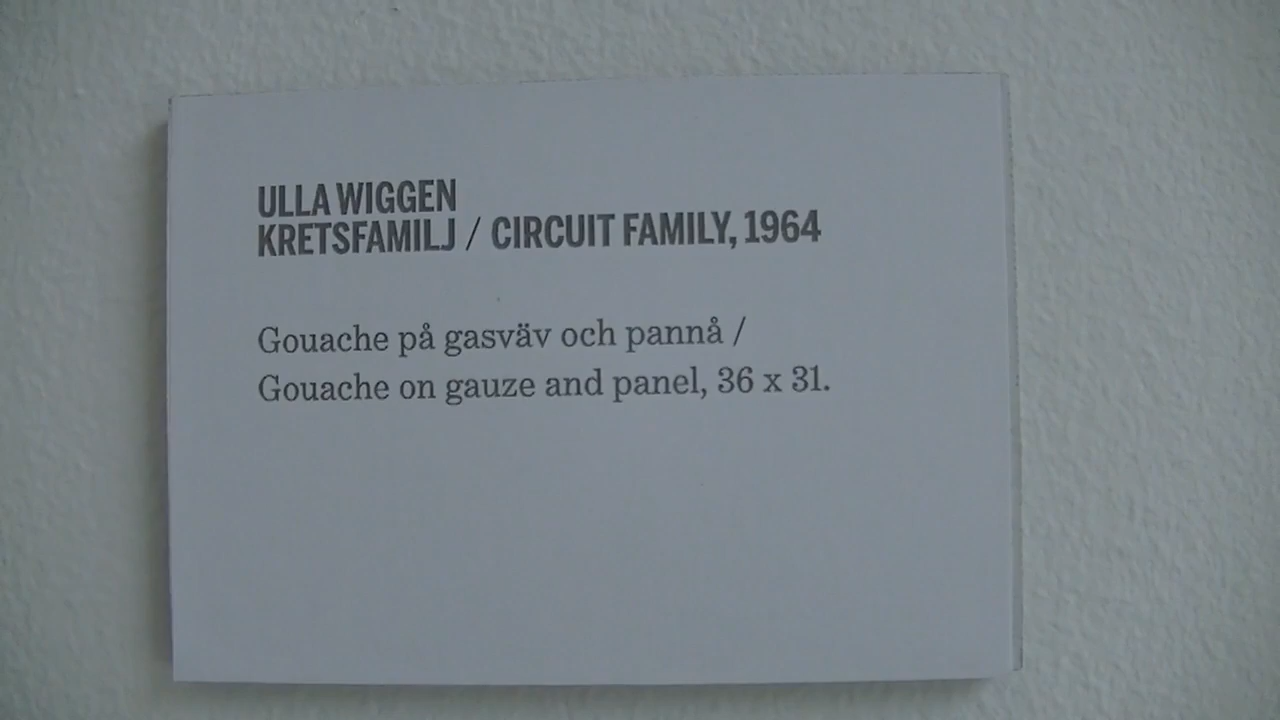 ULLA WIGGEN
KRETSFAMILJ / CIRCUIT FAMILY, 1964
Gouache på gasväv och pannå /
Gouache on gauze and panel, 36 x 31.